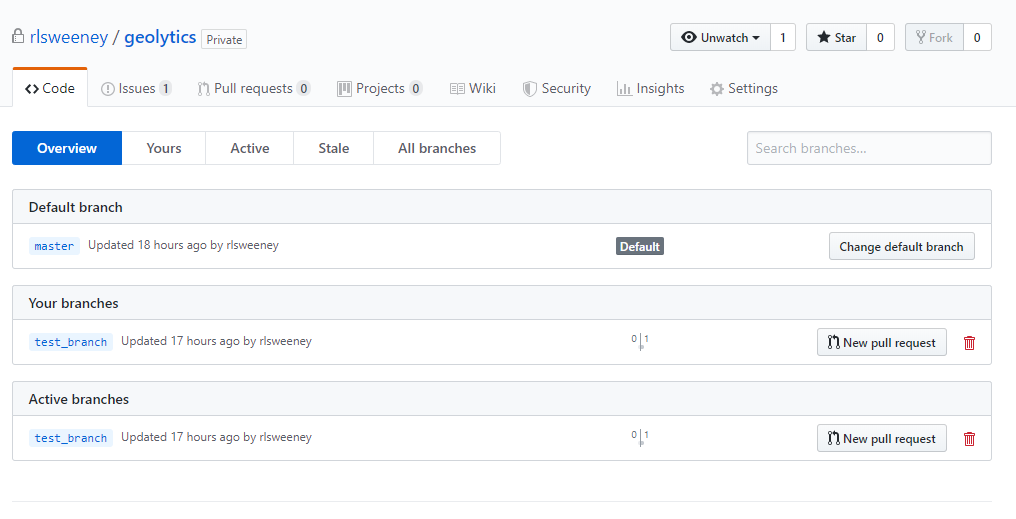 rlsweeney / geolytics Private Unwatch 1 Star 0 Fork 0
Code Issues 1 Pull requests 0 Projects 0 Wiki Security Insights Settings
Overview Yours Active Stale All branches Search branches...
Default branch
master Updated 18 hours ago by rlsweeney Default Change default branch
Your branches
test_branch Updated 17 hours ago by rlsweeney 0 1 New pull request
Active branches
test_branch Updated 17 hours ago by rlsweeney 0 1 New pull request